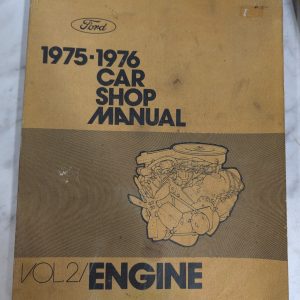 Ford
1975-1976
CAR
SHOP
MANUAL
VOL.2/ENGINE